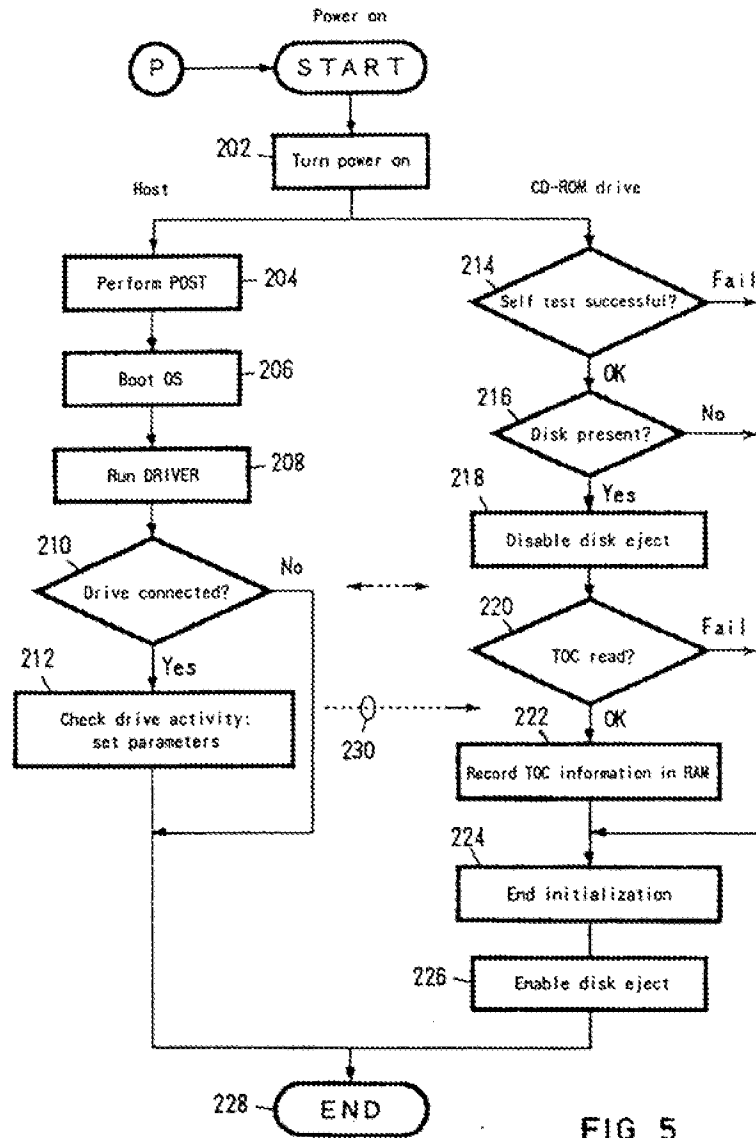 Power on
P
START
202
Turn power on
Host
CD-ROM drive
Perform POST
204
214
Self test successful?
Fail
OK
Boot OS
206
216
Disk present?
No
Yes
Run DRIVER
208
218
Disable disk eject
210
Drive connected?
No
Yes
220
TOC read?
Fail
OK
212
Check drive activity:
set parameters
230
222
Record TOC information in RAM
224
End initialization
226
Enable disk eject
228
END
FIG. 5